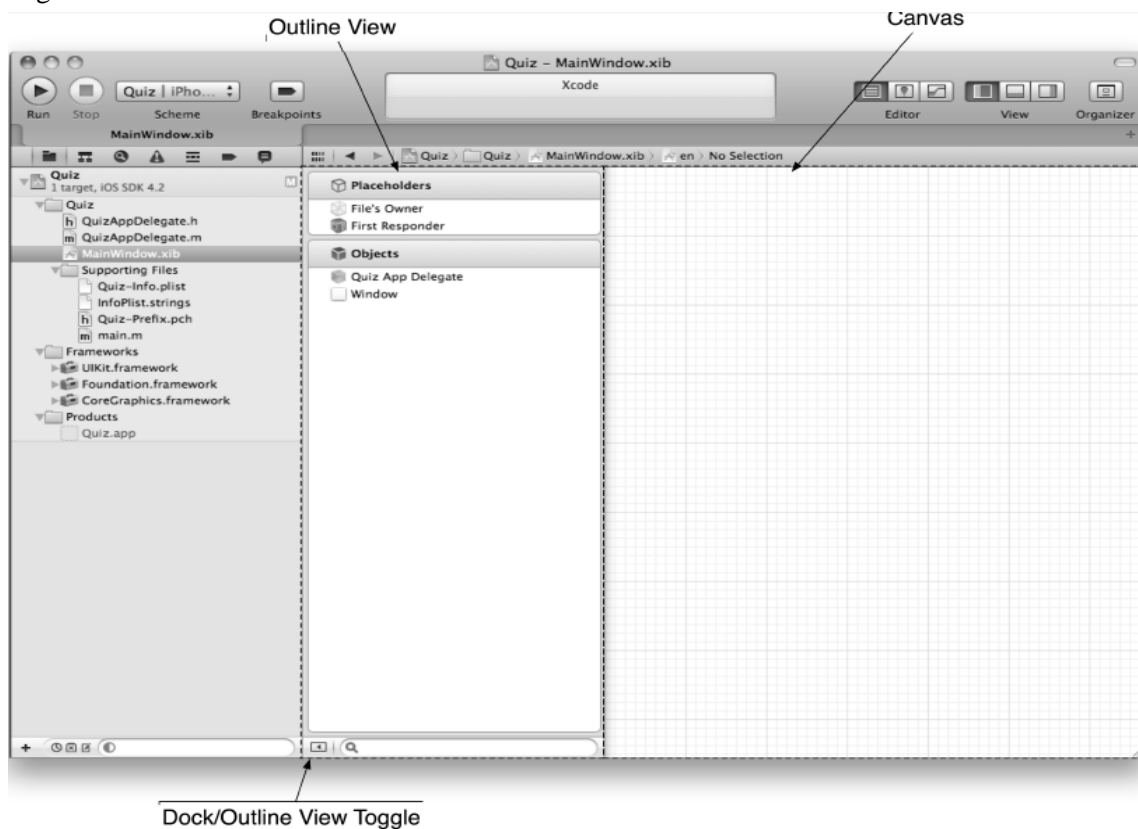 Outline View
Canvas
Quiz - MainWindow.xib
Xcode
Quiz | iPho...
Run
Stop
Scheme
Breakpoints
Editor
View
Organizer
MainWindow.xib
+
Quiz
Quiz
MainWindow.xib
en
No Selection
Quiz
1 target, iOS SDK 4.2
M
Quiz
h QuizAppDelegate.h
m QuizAppDelegate.m
MainWindow.xib
Supporting Files
Quiz-Info.plist
InfoPlist.strings
h Quiz-Prefix.pch
m main.m
Frameworks
UIKit.framework
Foundation.framework
CoreGraphics.framework
Products
Quiz.app
Placeholders
File's Owner
First Responder
Objects
Quiz App Delegate
Window
+
Dock/Outline View Toggle